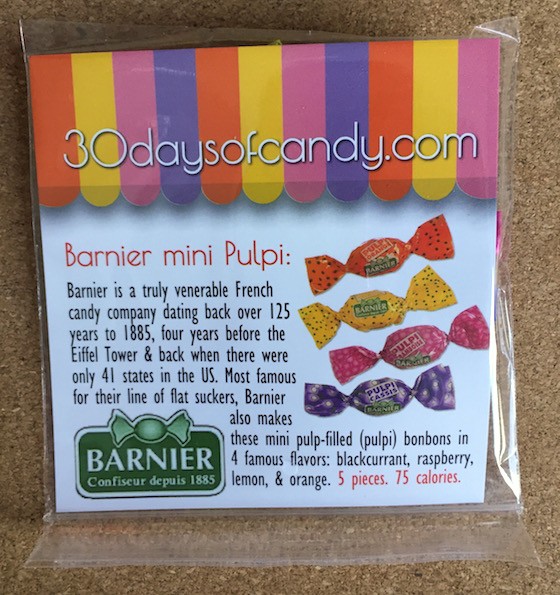 30daysofcandy.com
Barnier mini Pulpi:
Barnier is a truly venerable French
candy company dating back over 125
years to 1885, four years before the
Eiffel Tower & back when there were
only 41 states in the US. Most famous
for their line of flat suckers, Barnier
also makes
these mini pulp-filled (pulpi) bonbons in
4 famous flavors: blackcurrant, raspberry,
lemon, & orange. 5 pieces. 75 calories.
BARNIER
Confiseur depuis 1885
BARNIER
BARNIER
PULPI
BARNIER
PULPI
CASSIS
BARNIER